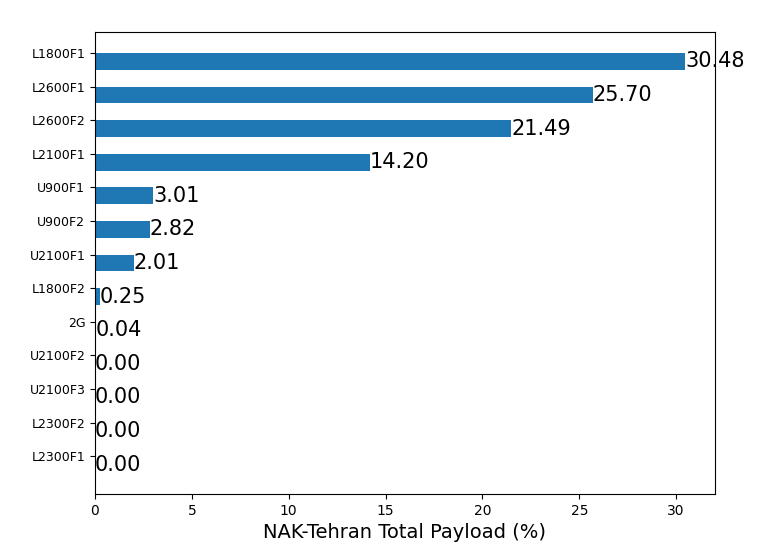 L1800F1 30.48
L2600F1 25.70
L2600F2 21.49
L2100F1 14.20
U900F1 3.01
U900F2 2.82
U2100F1 2.01
L1800F2 0.25
2G 0.04
U2100F2 0.00
U2100F3 0.00
L2300F2 0.00
L2300F1 0.00
0 5 10 15 20 25 30
NAK-Tehran Total Payload (%)